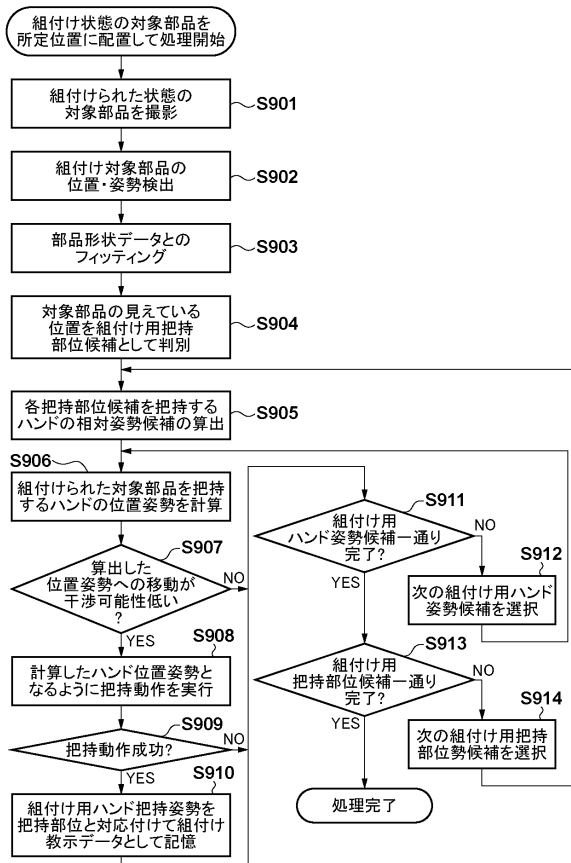 組付け状態の対象部品を
所定位置に配置して処理開始
組付けられた状態の
対象部品を撮影
S901
組付け対象部品の
位置・姿勢検出
S902
部品形状データとの
フィッティング
S903
対象部品の見えている
位置を組付け用把持
部位候補として判別
S904
各把持部位候補を把持する
ハンドの相対姿勢候補の算出
S905
S906
組付けられた対象部品を把持
するハンドの位置姿勢を計算
S907
算出した
位置姿勢への移動が
干渉可能性低い
?
NO
YES
S908
計算したハンド位置姿勢と
なるように把持動作を実行
S909
把持動作成功?
NO
YES
S910
組付け用ハンド把持姿勢を
把持部位と対応付けて組付け
教示データとして記憶
S911
組付け用
ハンド姿勢候補一通り
完了?
NO
YES
S912
次の組付け用ハンド
姿勢候補を選択
S913
組付け用
把持部位候補一通り
完了?
NO
YES
S914
次の組付け用把持
部位勢候補を選択
処理完了